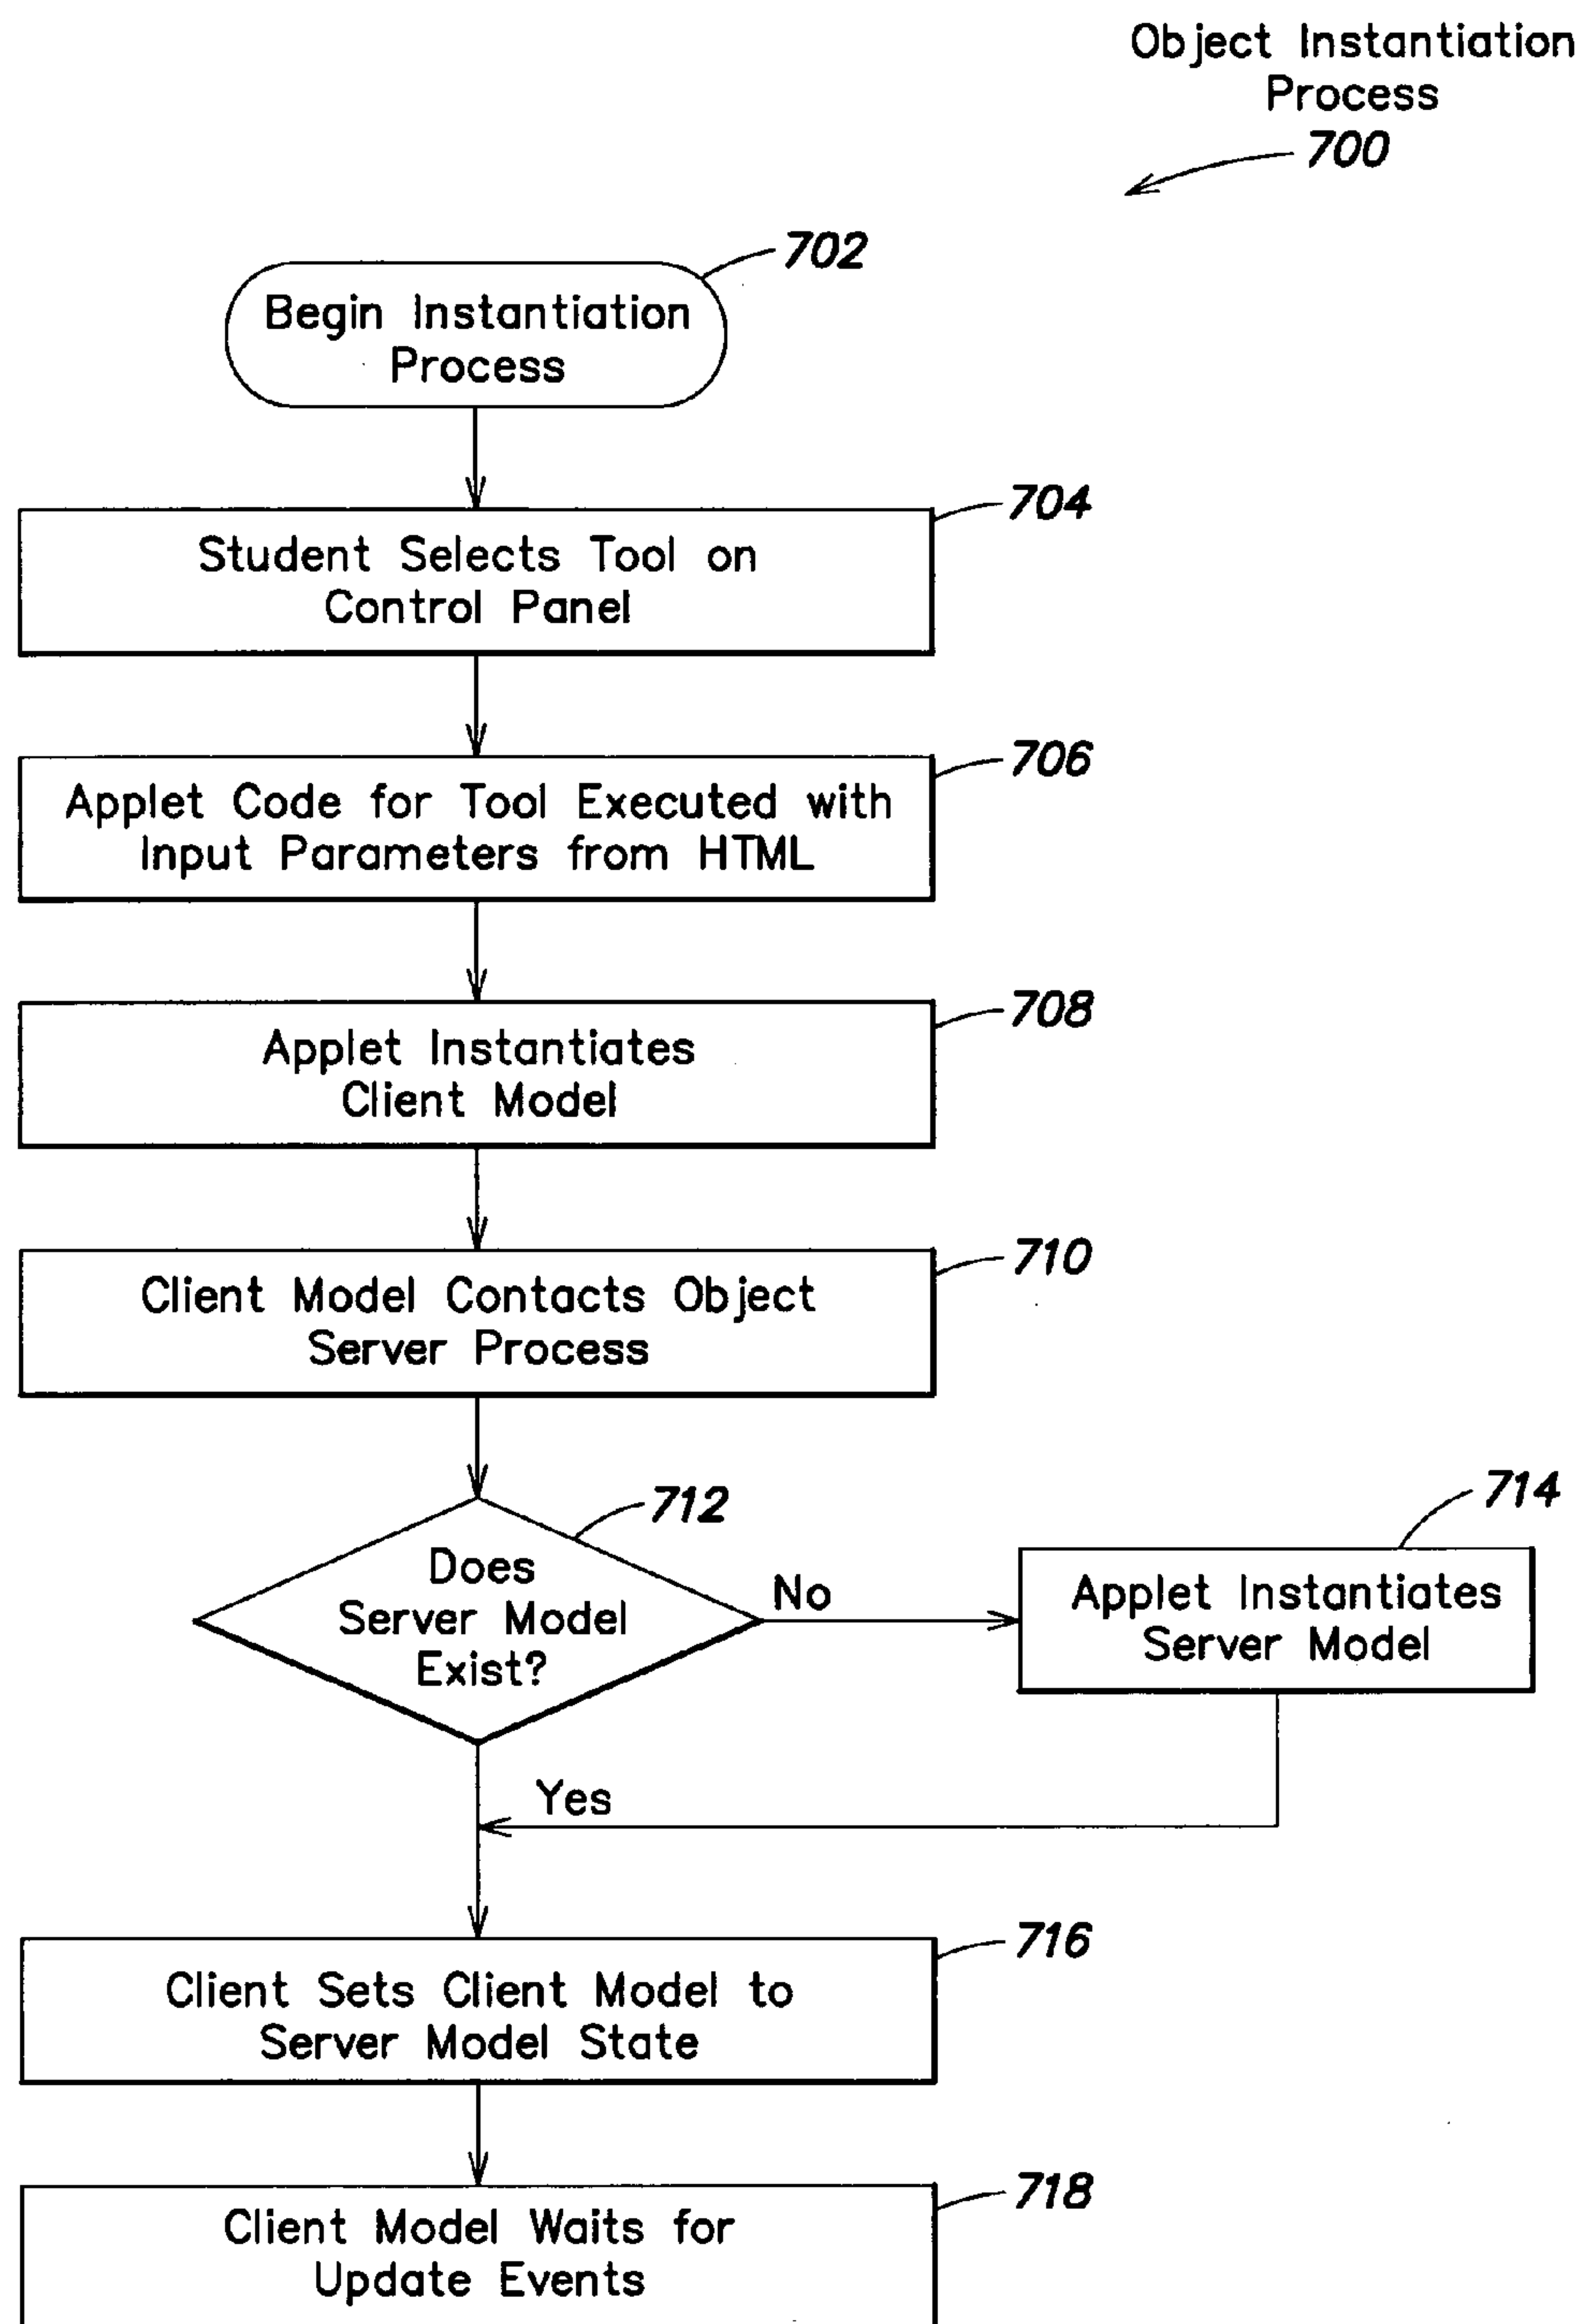 Object Instantiation
Process
700
702
Begin Instantiation
Process
704
Student Selects Tool on
Control Panel
706
Applet Code for Tool Executed with
Input Parameters from HTML
708
Applet Instantiates
Client Model
710
Client Model Contacts Object
Server Process
712
Does
Server Model
Exist?
No
714
Applet Instantiates
Server Model
Yes
716
Client Sets Client Model to
Server Model State
718
Client Model Waits for
Update Events